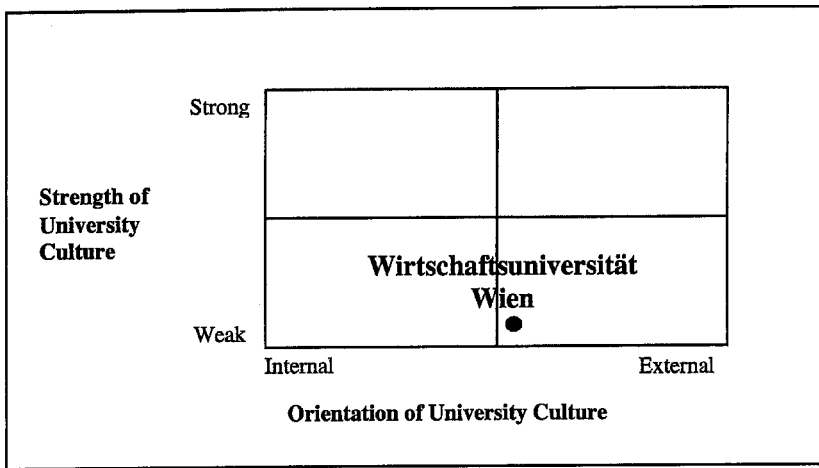 Strong
Strength of
University
Culture
Wirtschaftsuniversität
Wien
Weak
Internal
External
Orientation of University Culture